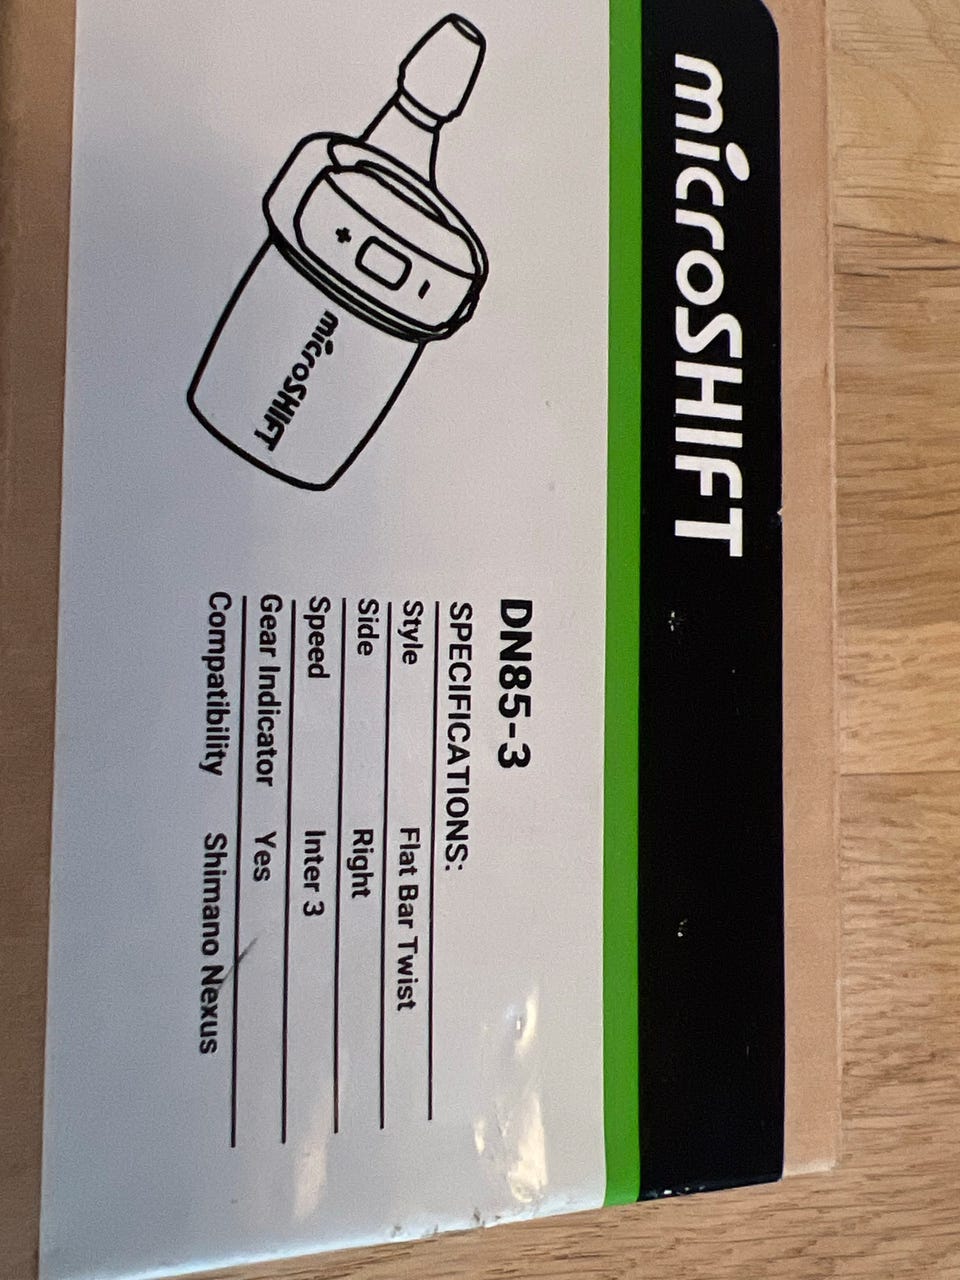 microSHIFT
microSHIFT
+ -
DN85-3
SPECIFICATIONS:
Style Flat Bar Twist
Side Right
Speed Inter 3
Gear Indicator Yes
Compatibility Shimano Nexus